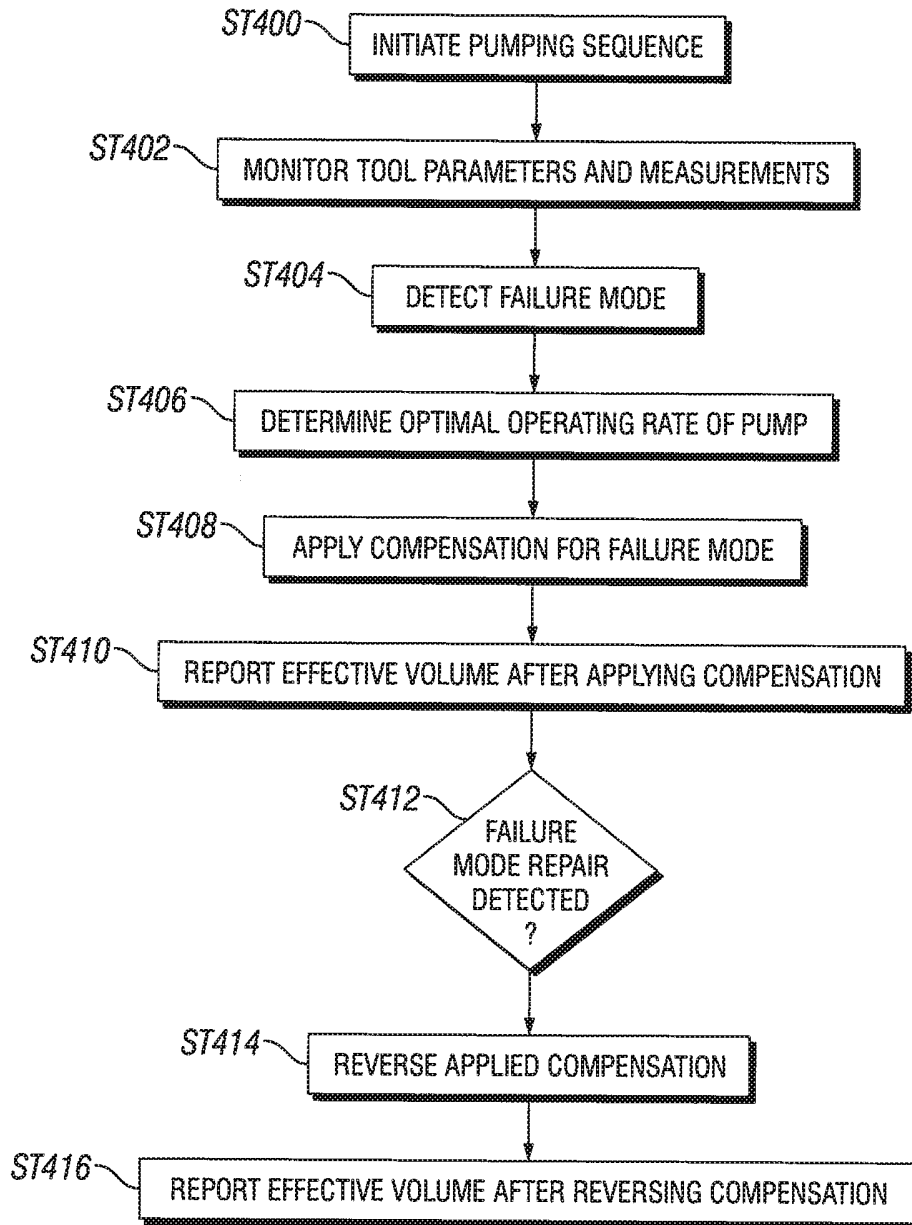 ST400
INITIATE PUMPING SEQUENCE
ST402
MONITOR TOOL PARAMETERS AND MEASUREMENTS
ST404
DETECT FAILURE MODE
ST406
DETERMINE OPTIMAL OPERATING RATE OF PUMP
ST408
APPLY COMPENSATION FOR FAILURE MODE
ST410
REPORT EFFECTIVE VOLUME AFTER APPLYING COMPENSATION
ST412
FAILURE
MODE REPAIR
DETECTED
?
ST414
REVERSE APPLIED COMPENSATION
ST416
REPORT EFFECTIVE VOLUME AFTER REVERSING COMPENSATION